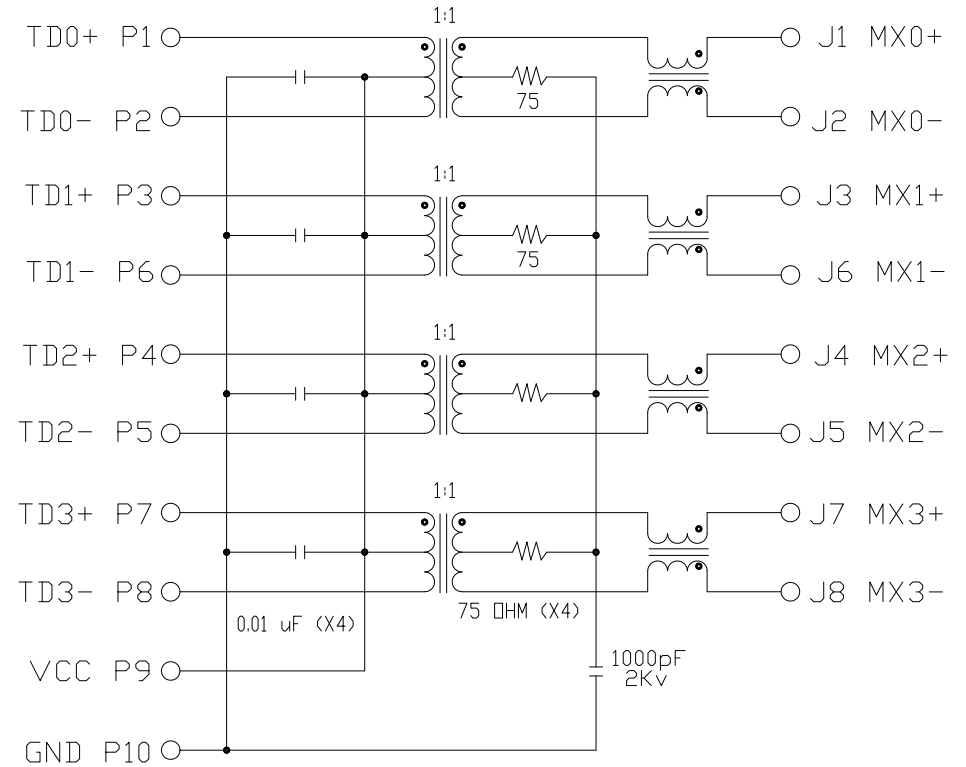 1:1
TD0+ P1 J1 MX0+
75
TD0- P2 J2 MX0-
1:1
TD1+ P3 J3 MX1+
75
TD1- P6 J6 MX1-
1:1
TD2+ P4 J4 MX2+
TD2- P5 J5 MX2-
1:1
TD3+ P7 J7 MX3+
TD3- P8 J8 MX3-
0.01 uF (X4) 75 OHM (X4)
VCC P9 1000pF
2Kv
GND P10